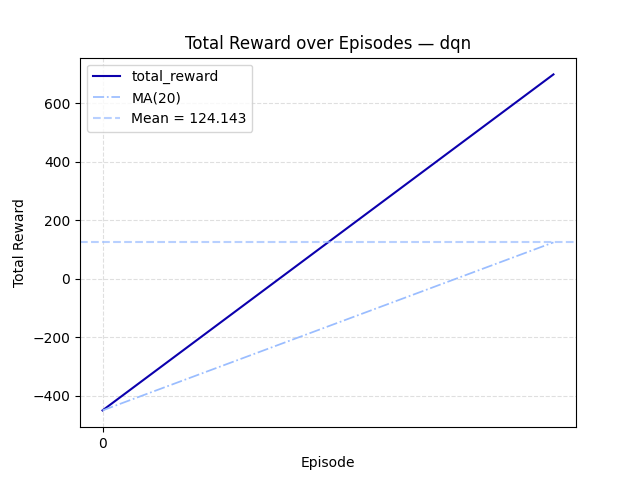 Total Reward over Episodes — dqn
total_reward
MA(20)
Mean = 124.143
Total Reward
600
400
200
0
−200
−400
0
Episode